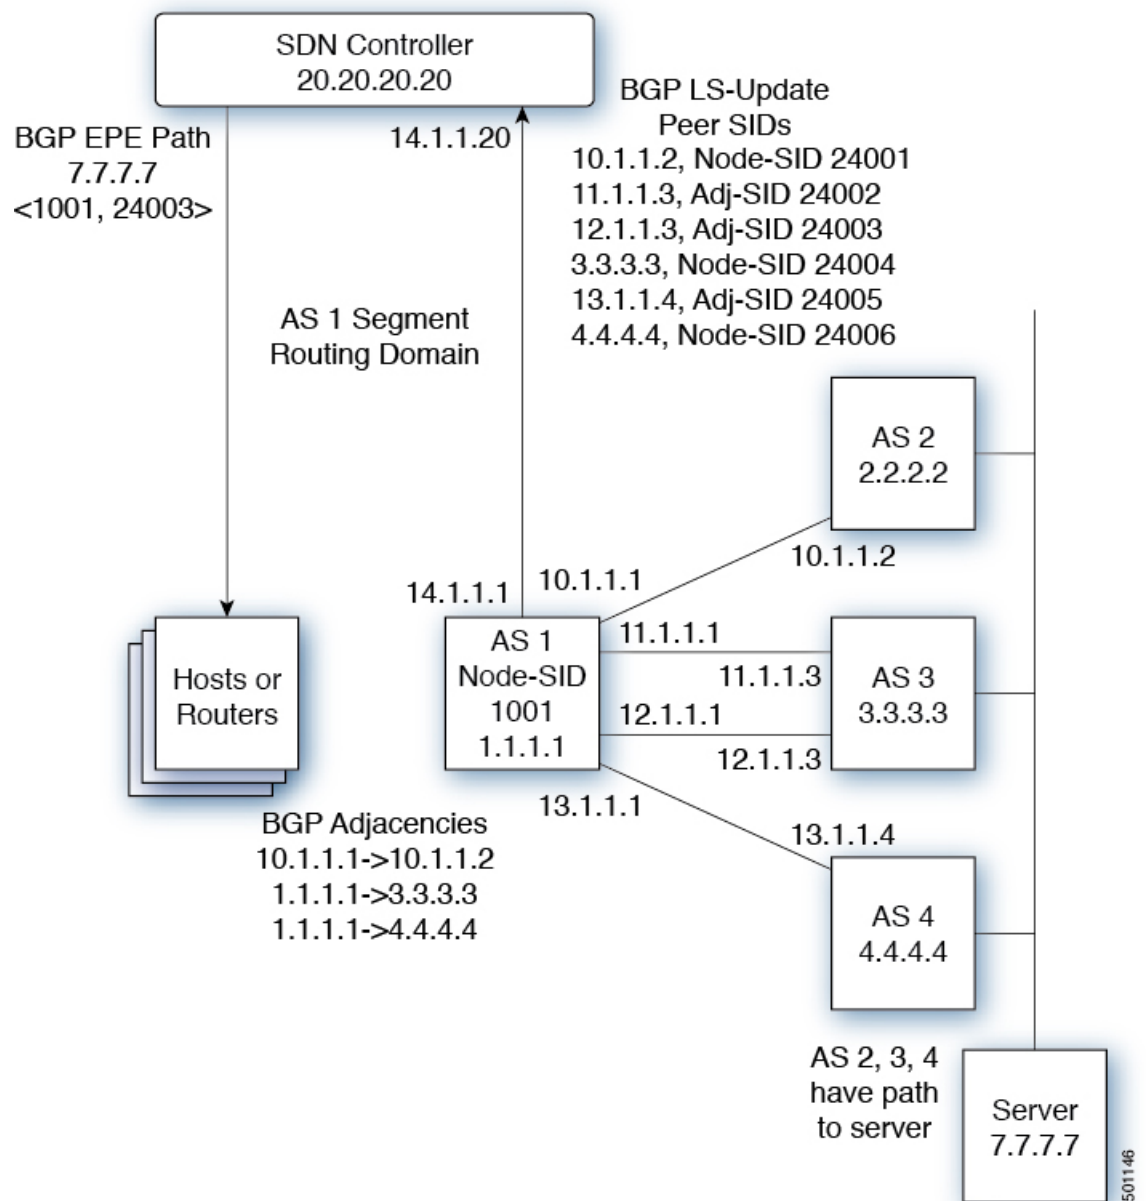 SDN Controller
20.20.20.20
BGP EPE Path
7.7.7.7
<1001, 24003>
14.1.1.20
BGP LS-Update
Peer SIDs
10.1.1.2, Node-SID 24001
11.1.1.3, Adj-SID 24002
12.1.1.3, Adj-SID 24003
3.3.3.3, Node-SID 24004
13.1.1.4, Adj-SID 24005
4.4.4.4, Node-SID 24006
AS 1 Segment
Routing Domain
AS 2
2.2.2.2
10.1.1.2
14.1.1.1
10.1.1.1
Hosts or
Routers
AS 1
Node-SID
1001
1.1.1.1
11.1.1.1
11.1.1.3
12.1.1.1
12.1.1.3
AS 3
3.3.3.3
13.1.1.1
13.1.1.4
BGP Adjacencies
10.1.1.1->10.1.1.2
1.1.1.1->3.3.3.3
1.1.1.1->4.4.4.4
AS 4
4.4.4.4
AS 2, 3, 4
have path
to server
Server
7.7.7.7
501146